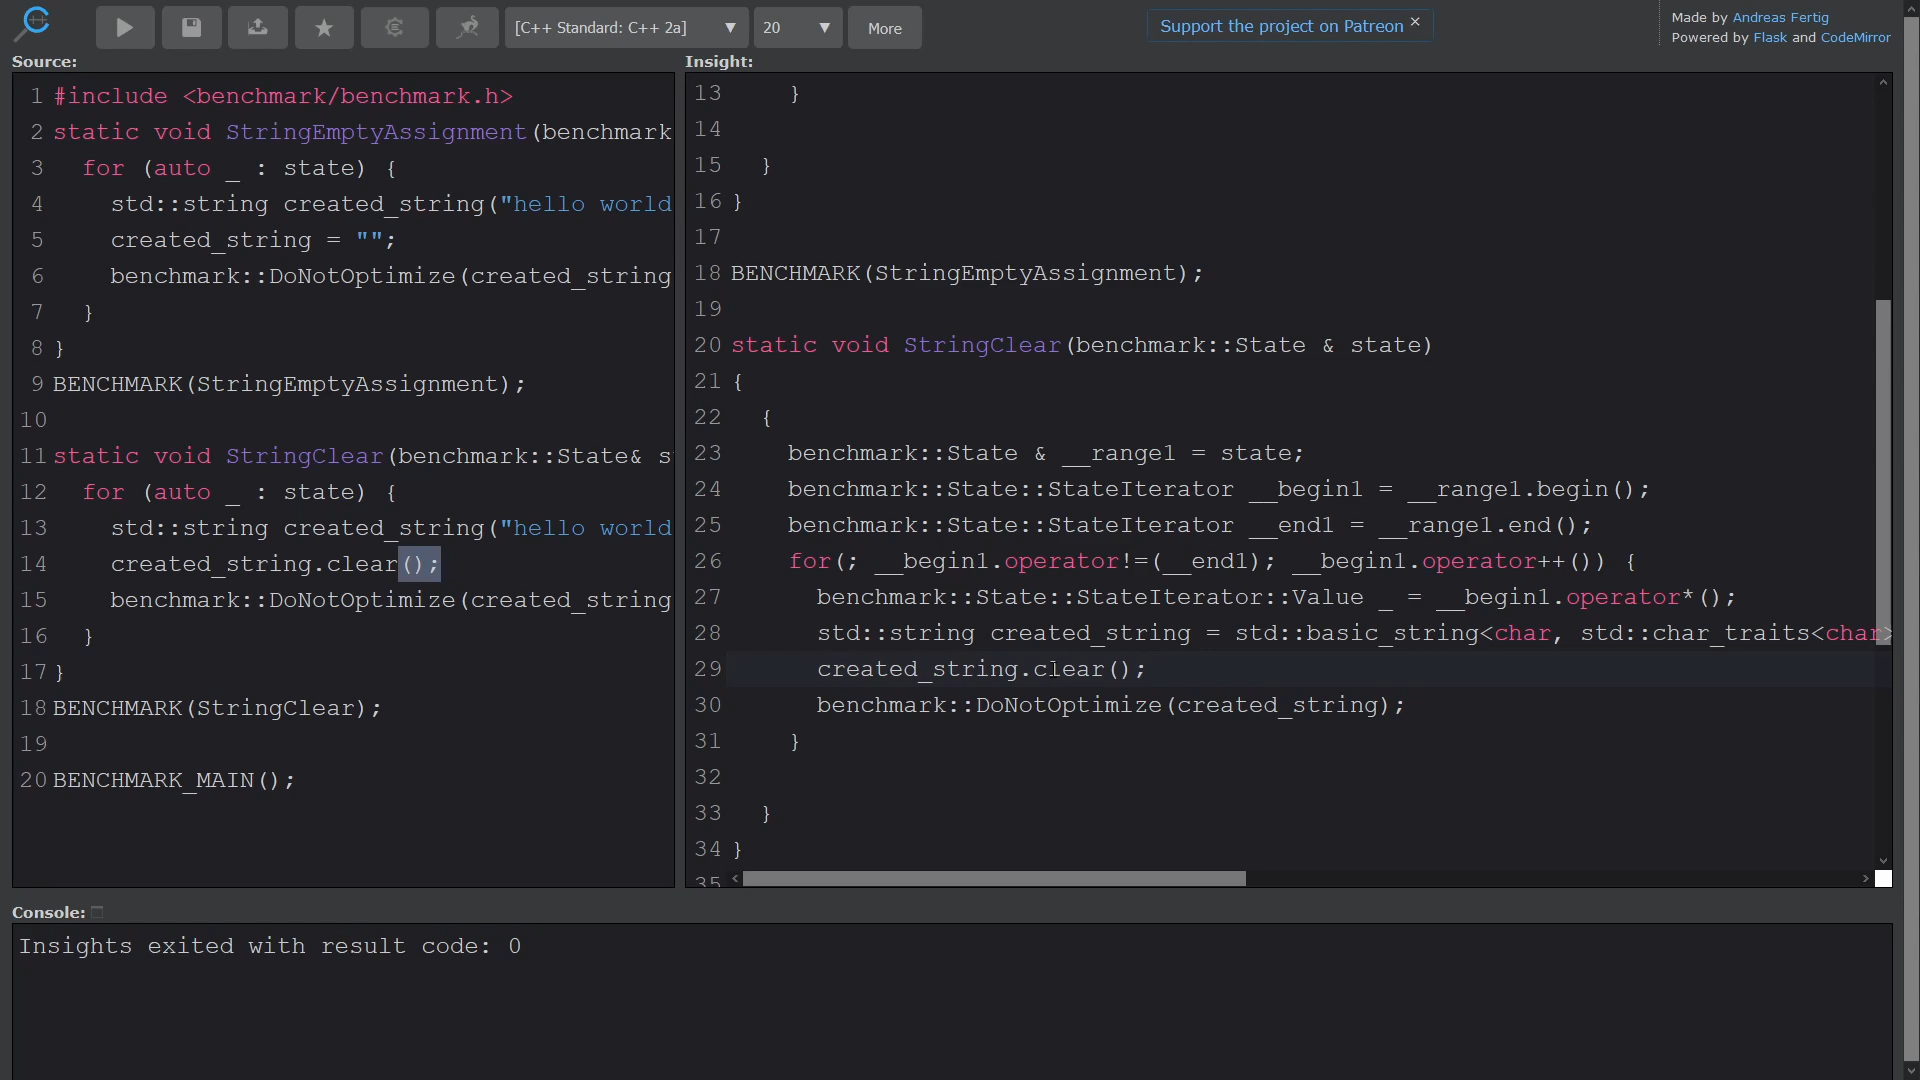 [C++ Standard: C++ 2a]
20
More
Support the project on Patreon ×
Made by Andreas Fertig
Powered by Flask and CodeMirror
Source:
1 #include <benchmark/benchmark.h>
2 static void StringEmptyAssignment(benchmark
3 for (auto _ : state) {
4 std::string created_string("hello world
5 created_string = "";
6 benchmark::DoNotOptimize(created_string
7 }
8 }
9 BENCHMARK(StringEmptyAssignment);
10
11 static void StringClear(benchmark::State& s
12 for (auto _ : state) {
13 std::string created_string("hello world
14 created_string.clear();
15 benchmark::DoNotOptimize(created_string
16 }
17 }
18 BENCHMARK(StringClear);
19
20 BENCHMARK_MAIN();
Insight:
13 }
14
15 }
16 }
17
18 BENCHMARK(StringEmptyAssignment);
19
20 static void StringClear(benchmark::State & state)
21 {
22 {
23 benchmark::State & __range1 = state;
24 benchmark::State::StateIterator __begin1 = __range1.begin();
25 benchmark::State::StateIterator __end1 = __range1.end();
26 for(; __begin1.operator!=(__end1); __begin1.operator++()) {
27 benchmark::State::StateIterator::Value _ = __begin1.operator*();
28 std::string created_string = std::basic_string<char, std::char_traits<char>
29 created_string.clear();
30 benchmark::DoNotOptimize(created_string);
31 }
32
33 }
34 }
35
Console:
Insights exited with result code: 0